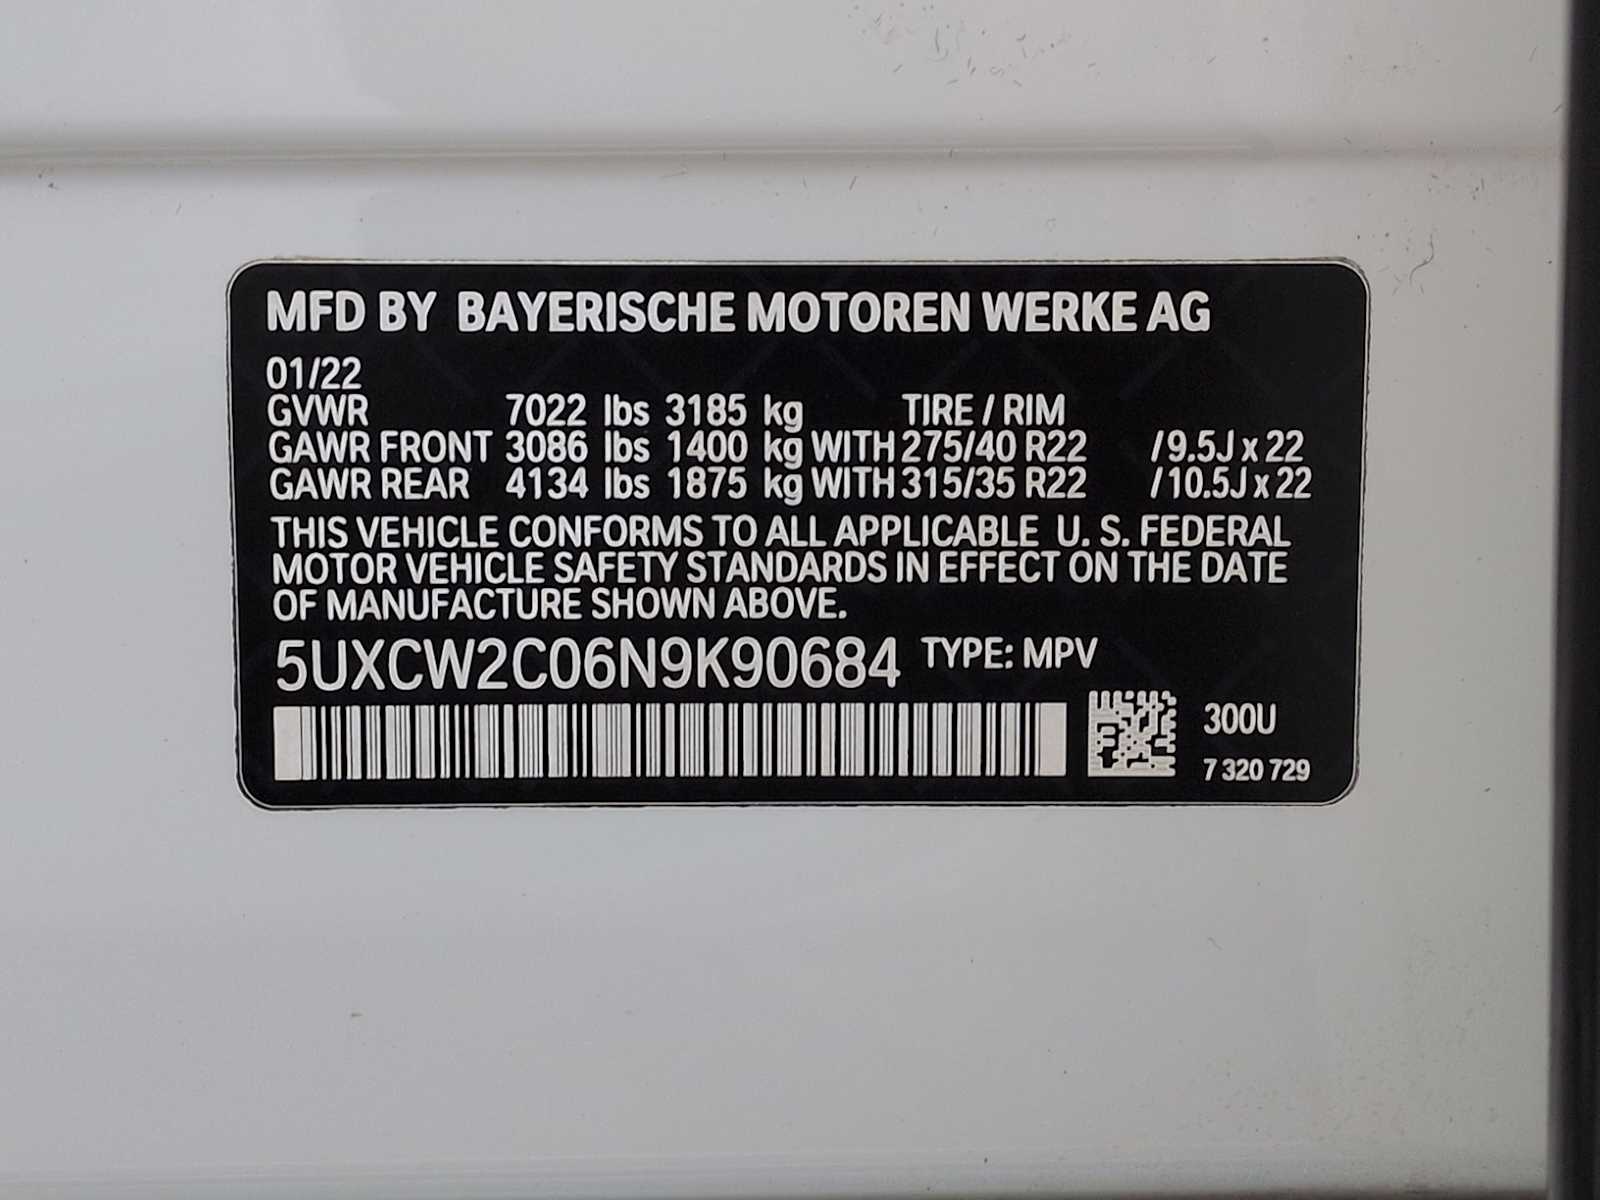 MFD BY BAYERISCHE MOTOREN WERKE AG
01/22
GVWR 7022 lbs 3185 kg TIRE / RIM
GAWR FRONT 3086 lbs 1400 kg WITH 275/40 R22 /9.5J x 22
GAWR REAR 4134 lbs 1875 kg WITH 315/35 R22 /10.5J x 22
THIS VEHICLE CONFORMS TO ALL APPLICABLE U. S. FEDERAL
MOTOR VEHICLE SAFETY STANDARDS IN EFFECT ON THE DATE
OF MANUFACTURE SHOWN ABOVE.
5UXCW2C06N9K90684 TYPE: MPV
300U
7 320 729